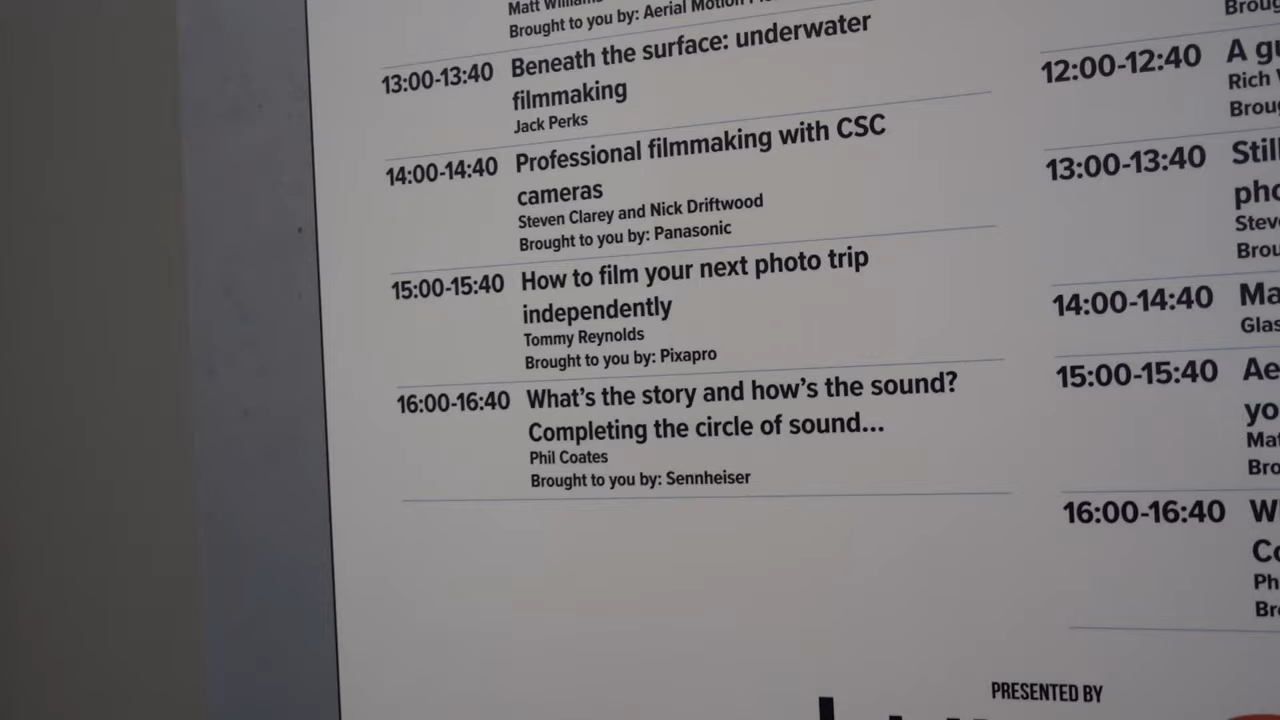 Matt
Brought to you by: Aerial Motion
13:00-13:40 Beneath the surface: underwater
filmmaking
Jack Perks
14:00-14:40 Professional filmmaking with CSC
cameras
Steven Clarey and Nick Driftwood
Brought to you by: Panasonic
15:00-15:40 How to film your next photo trip
independently
Tommy Reynolds
Brought to you by: Pixapro
16:00-16:40 What's the story and how's the sound?
Completing the circle of sound...
Phil Coates
Brought to you by: Sennheiser
12:00-12:40 A
Rich
13:00-13:40
14:00-14:40
15:00-15:40
16:00-16:40
PRESENTED BY